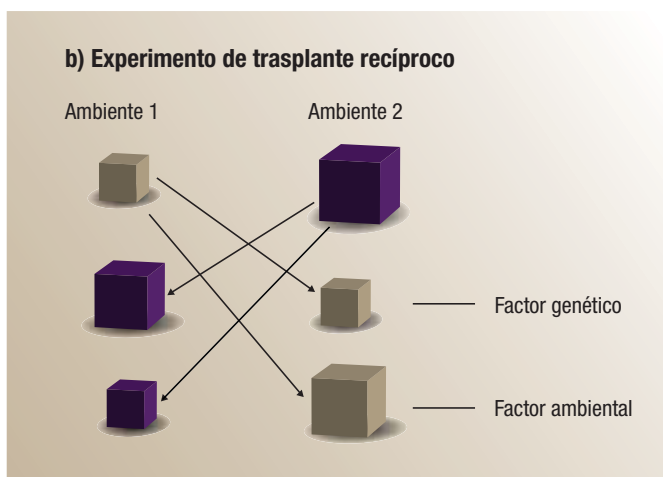 b) Experimento de trasplante recíproco
Ambiente 1 Ambiente 2
Factor genético
Factor ambiental